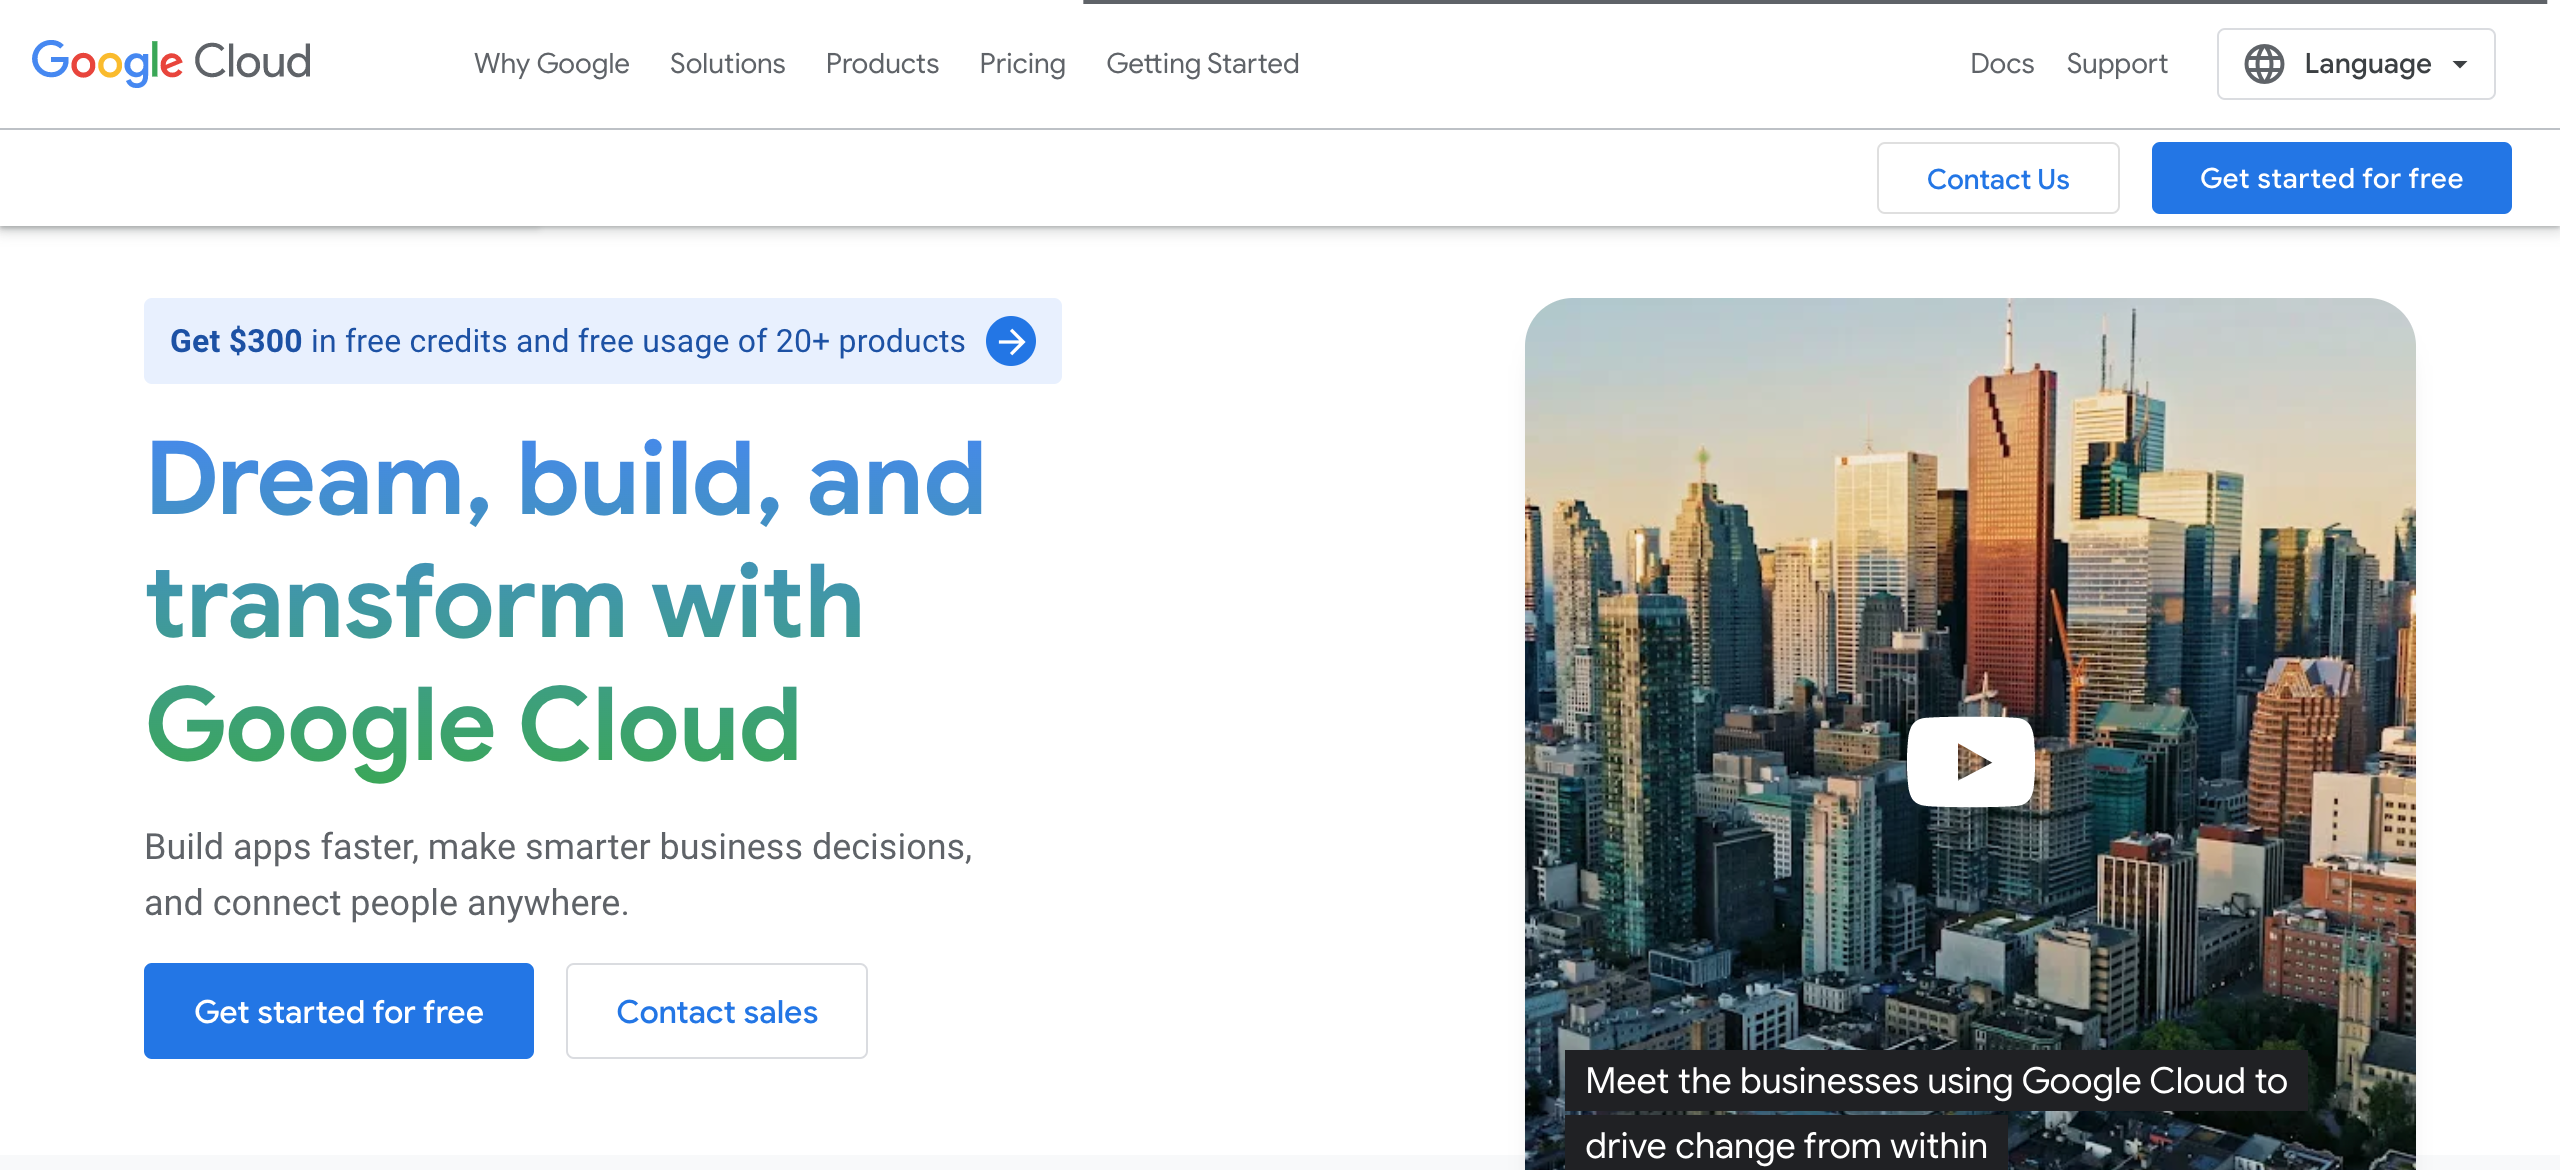 Google Cloud
Why Google
Solutions
Products
Pricing
Getting Started
Docs
Support
Language
Contact Us
Get started for free
Get $300 in free credits and free usage of 20+ products
Dream, build, and
transform with
Google Cloud
Build apps faster, make smarter business decisions,
and connect people anywhere.
Get started for free
Contact sales
Meet the businesses using Google Cloud to
drive change from within